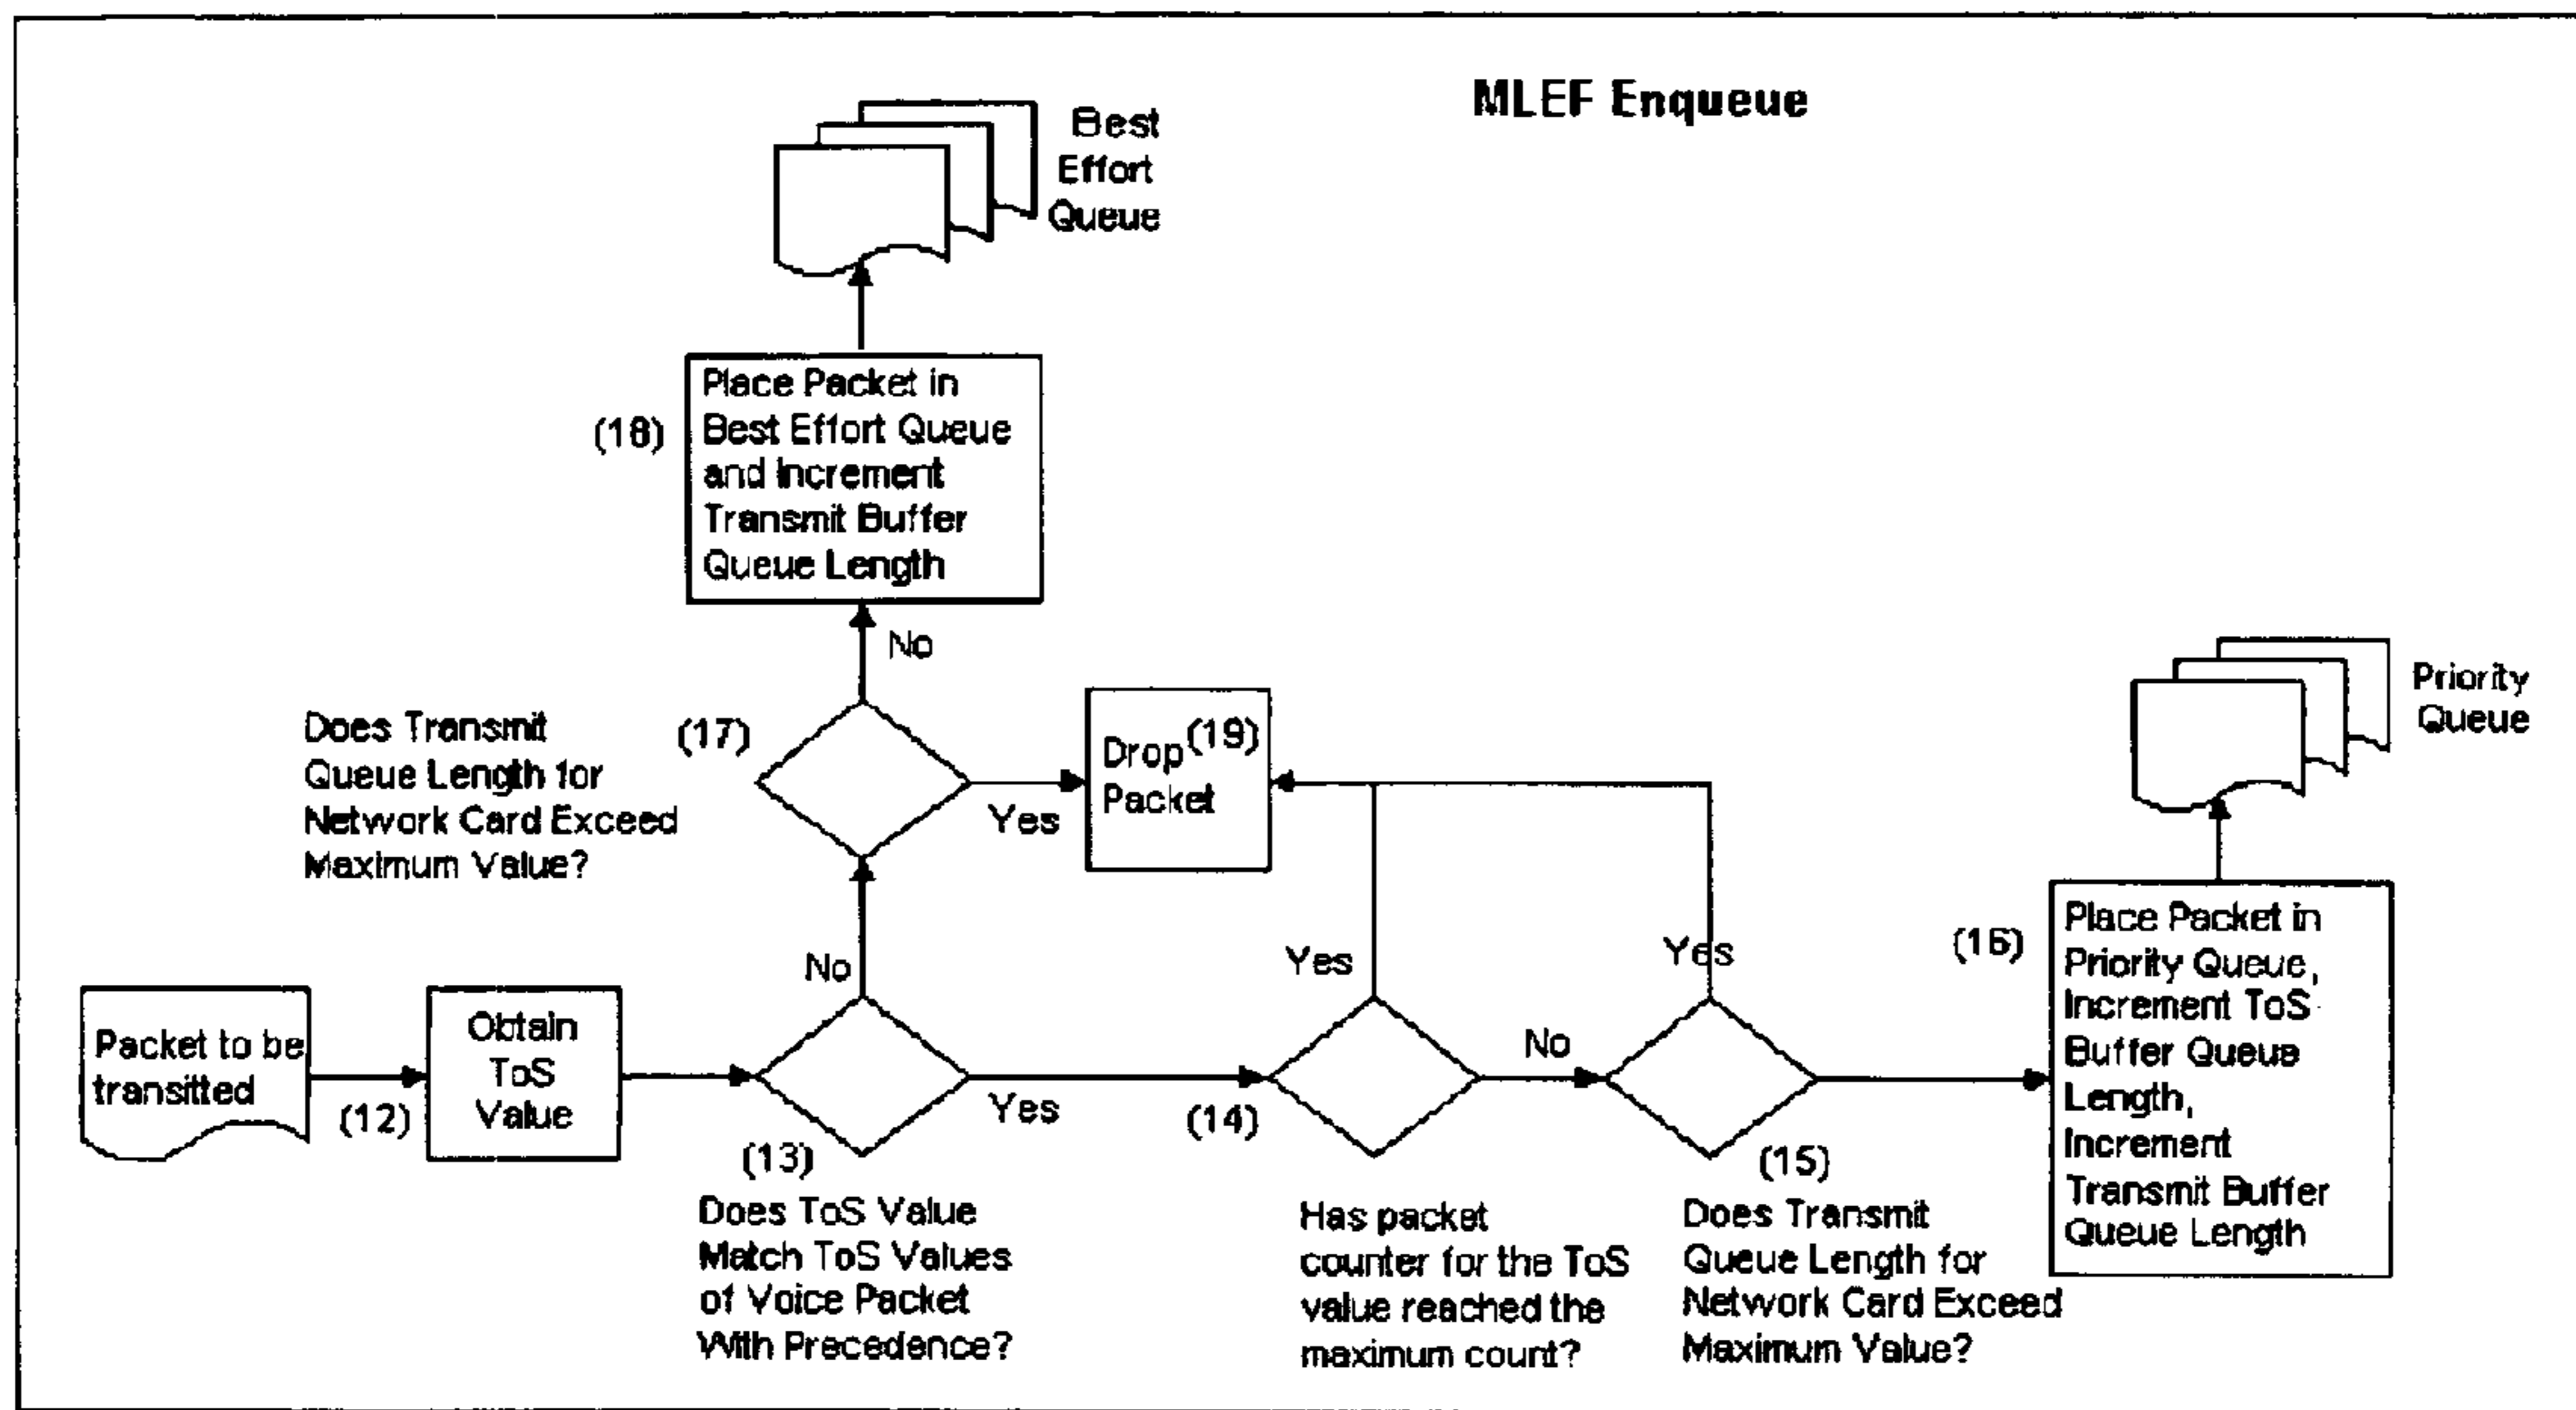 MLEF Enqueue
Best
Effort
Queue
(18)
Place Packet in
Best Effort Queue
and Increment
Transmit Buffer
Queue Length
No
Does Transmit
Queue Length for
Network Card Exceed
Maximum Value?
(17)
Yes
Drop (19)
Packet
Priority
Queue
No
Yes
Yes
(16)
Place Packet in
Priority Queue,
Increment ToS
Buffer Queue
Length,
Increment
Transmit Buffer
Queue Length
Packet to be
transitted
(12)
Obtain
ToS
Value
Yes
(13)
Does ToS Value
Match ToS Values
of Voice Packet
With Precedence?
(14)
No
Has packet
counter for the ToS
value reached the
maximum count?
(15)
Does Transmit
Queue Length for
Network Card Exceed
Maximum Value?